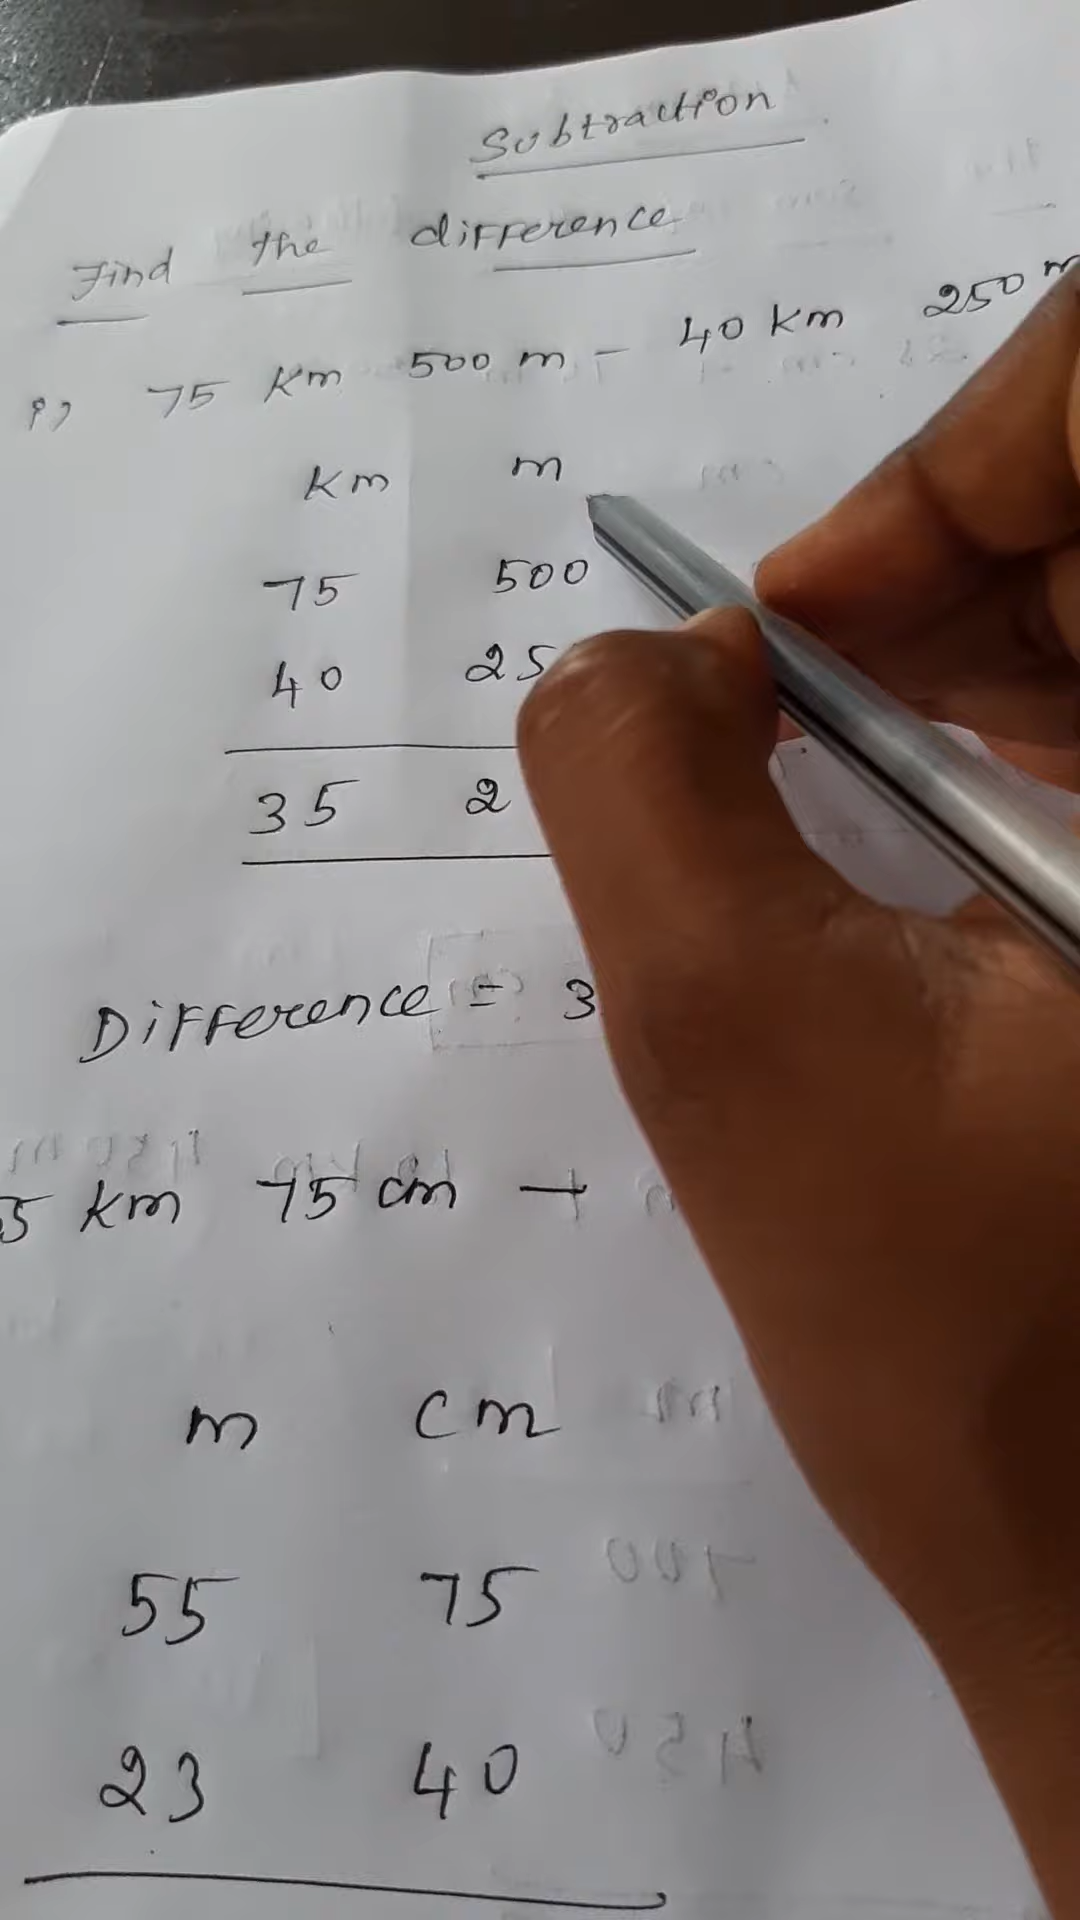 Subtraction
Find the difference
i) 75 Km 500 m - 40 Km 250 m
Km m
75 500
40 25
35 2
Difference = 3
5 Km 75 cm -
m cm
55 75
23 40